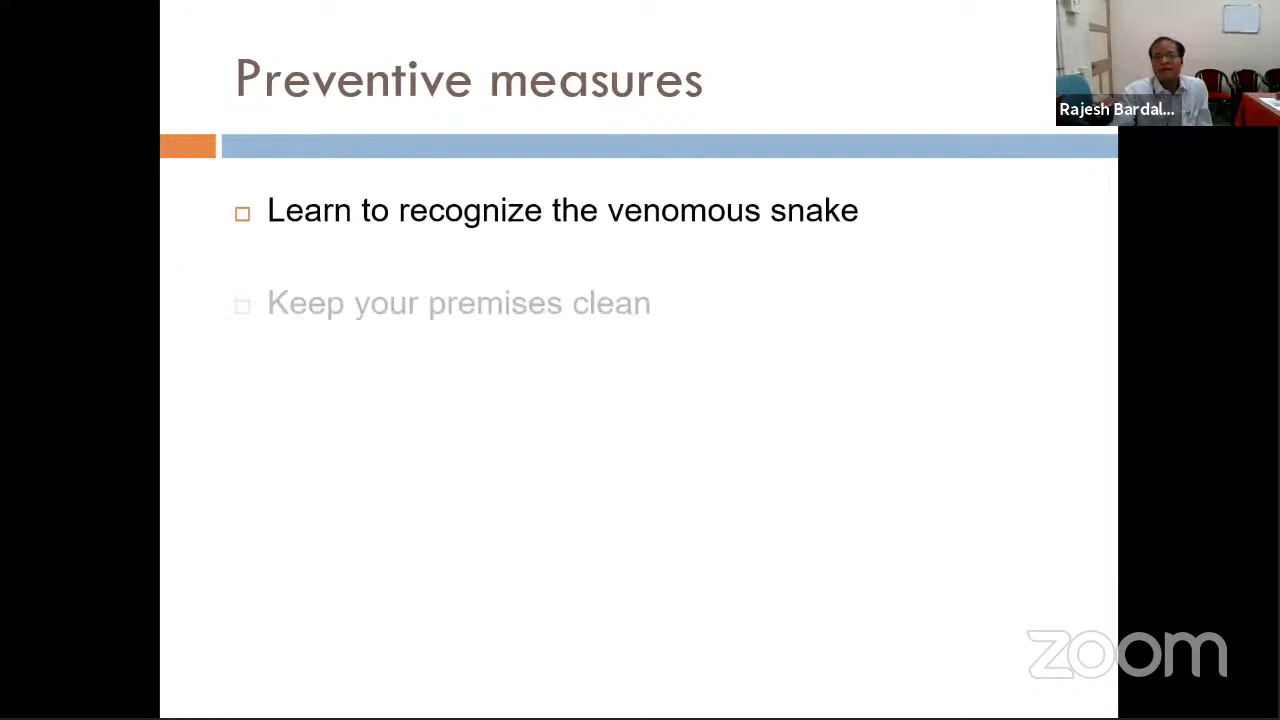 Preventive measures
Rajesh Bardal...
Learn to recognize the venomous snake
Keep your premises clean
zoom